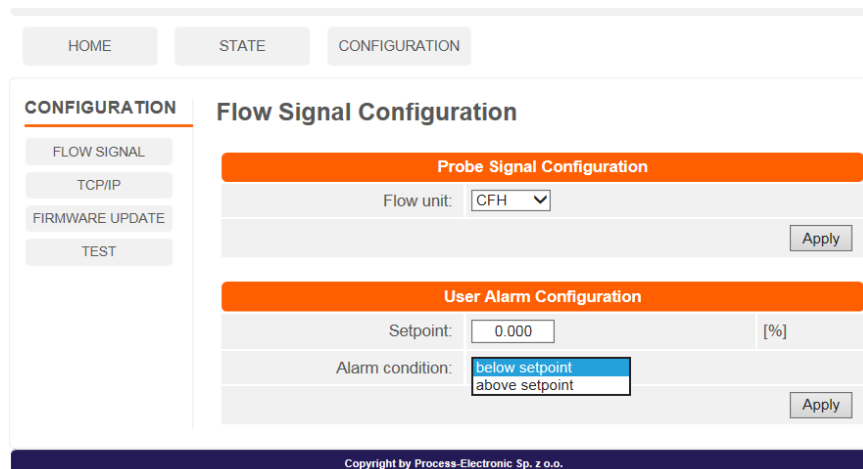 HOME STATE CONFIGURATION
CONFIGURATION
FLOW SIGNAL
TCP/IP
FIRMWARE UPDATE
TEST
Flow Signal Configuration
Probe Signal Configuration
Flow unit: CFH
Apply
User Alarm Configuration
Setpoint: 0.000 [%]
Alarm condition: below setpoint
above setpoint
Apply
Copyright by Process-Electronic Sp. z o.o.